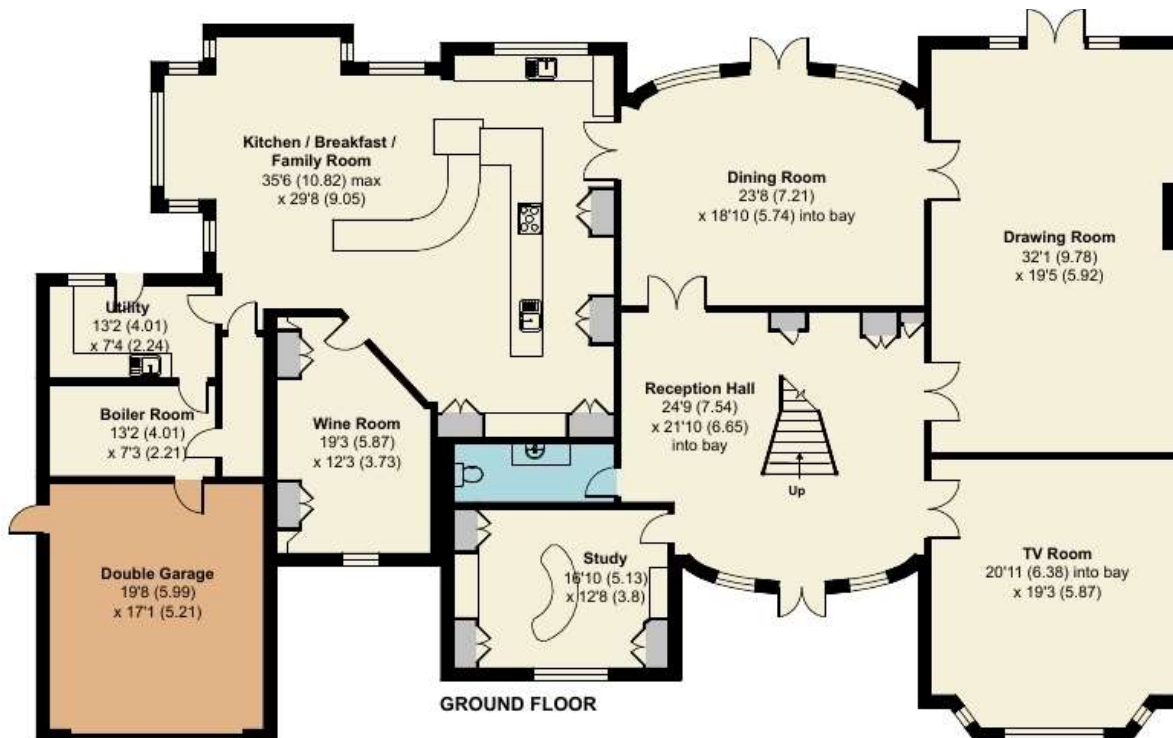 Kitchen / Breakfast /
Family Room
35'6 (10.82) max
x 29'8 (9.05)
Dining Room
23'8 (7.21)
x 18'10 (5.74) into bay
Drawing Room
32'1 (9.78)
x 19'5 (5.92)
Utility
13'2 (4.01)
x 7'4 (2.24)
Boiler Room
13'2 (4.01)
x 7'3 (2.21)
Wine Room
19'3 (5.87)
x 12'3 (3.73)
Reception Hall
24'9 (7.54)
x 21'10 (6.65)
into bay
Up
Double Garage
19'8 (5.99)
x 17'1 (5.21)
Study
16'10 (5.13)
x 12'8 (3.8)
TV Room
20'11 (6.38) into bay
x 19'3 (5.87)
GROUND FLOOR